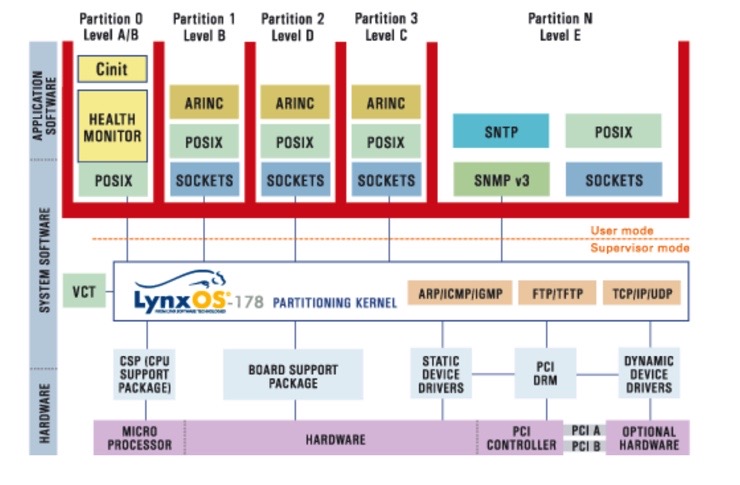 Partition 0
Level A/B
Partition 1
Level B
Partition 2
Level D
Partition 3
Level C
Partition N
Level E
APPLICATION
SOFTWARE
Cinit
HEALTH
MONITOR
POSIX
ARINC
POSIX
SOCKETS
ARINC
POSIX
SOCKETS
ARINC
POSIX
SOCKETS
SNTP
POSIX
SNMP v3
SOCKETS
SYSTEM SOFTWARE
User mode
Supervisor mode
VCT
LynxOS-178 PARTITIONING KERNEL
ARP/ICMP/IGMP
FTP/TFTP
TCP/IP/UDP
CSP (CPU
SUPPORT
PACKAGE)
BOARD SUPPORT
PACKAGE
STATIC
DEVICE
DRIVERS
PCI
DRM
DYNAMIC
DEVICE
DRIVERS
HARDWARE
MICRO
PROCESSOR
HARDWARE
PCI
CONTROLLER
PCI A
PCI B
OPTIONAL
HARDWARE